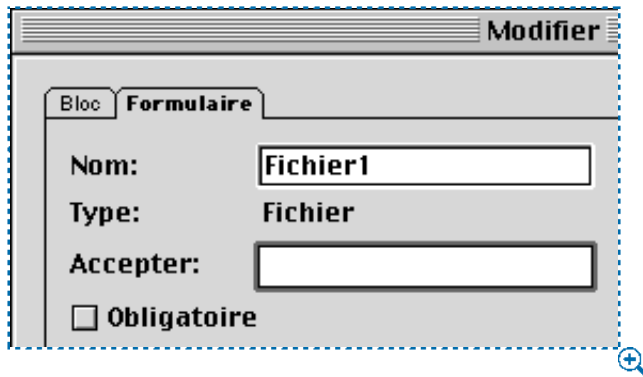 Modifier
Bloc Formulaire
Nom: Fichier1
Type: Fichier
Accepter:
Obligatoire